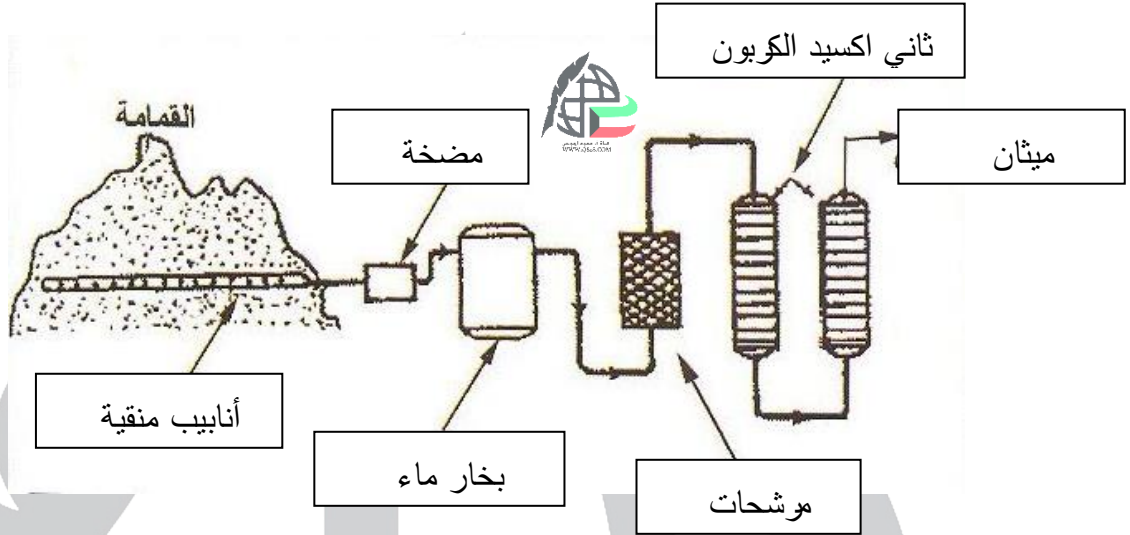 ثاني اكسيد الكربون
القمامة
مضخة
ميثان
أنابيب منقية
بخار ماء
مرشحات